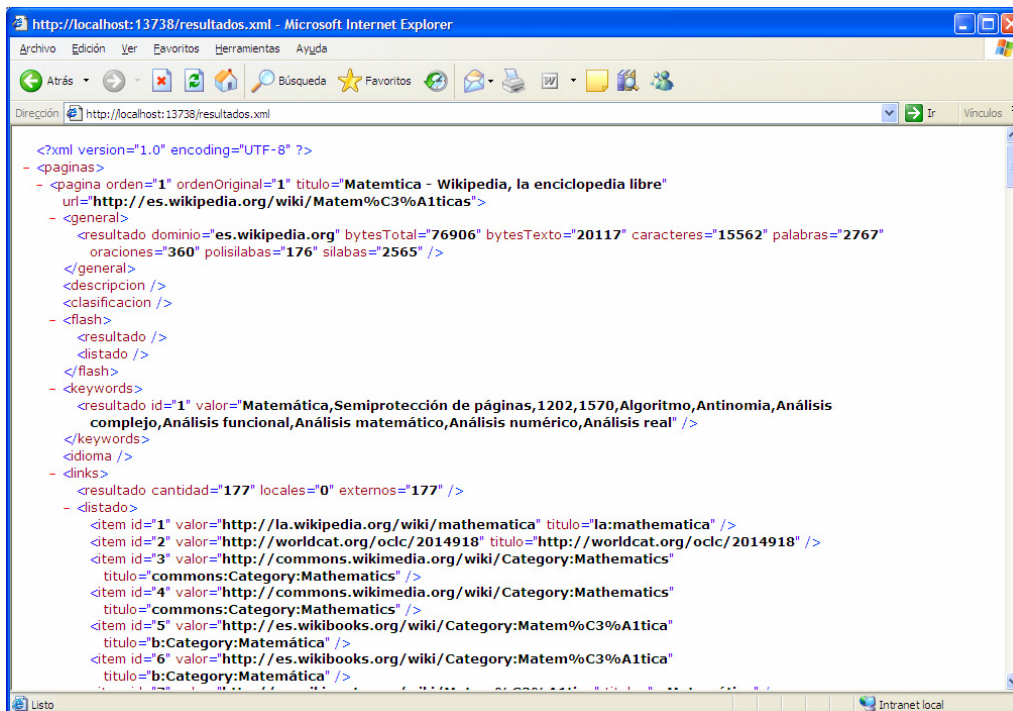 http://localhost:13738/resultados.xml - Microsoft Internet Explorer
Archivo Edición Ver Favoritos Herramientas Ayuda
Atrás Búsqueda Favoritos
Dirección http://localhost:13738/resultados.xml Ir Vínculos
<?xml version="1.0" encoding="UTF-8" ?>
- <paginas>
- <pagina orden="1" ordenOriginal="1" titulo="Matemtica - Wikipedia, la enciclopedia libre"
url="http://es.wikipedia.org/wiki/Matem%C3%A1ticas">
- <general>
<resultado dominio="es.wikipedia.org" bytesTotal="76906" bytesTexto="20117" caracteres="15562" palabras="2767"
oraciones="360" polisilabas="176" silabas="2565" />
</general>
<descripcion />
<clasificacion />
- <flash>
<resultado />
<listado />
</flash>
- <keywords>
<resultado id="1" valor="Matemática,Semiprotección de páginas,1202,1570,Algoritmo,Antinomia,Análisis
complejo,Análisis funcional,Análisis matemático,Análisis numérico,Análisis real" />
</keywords>
<idioma />
- <links>
<resultado cantidad="177" locales="0" externos="177" />
- <listado>
<item id="1" valor="http://la.wikipedia.org/wiki/mathematica" titulo="la:mathematica" />
<item id="2" valor="http://worldcat.org/oclc/2014918" titulo="http://worldcat.org/oclc/2014918" />
<item id="3" valor="http://commons.wikimedia.org/wiki/Category:Mathematics"
titulo="commons:Category:Mathematics" />
<item id="4" valor="http://commons.wikimedia.org/wiki/Category:Mathematics"
titulo="commons:Category:Mathematics" />
<item id="5" valor="http://es.wikibooks.org/wiki/Category:Matem%C3%A1tica"
titulo="b:Category:Matemática" />
<item id="6" valor="http://es.wikibooks.org/wiki/Category:Matem%C3%A1tica"
titulo="b:Category:Matemática" />
Listo Intranet local